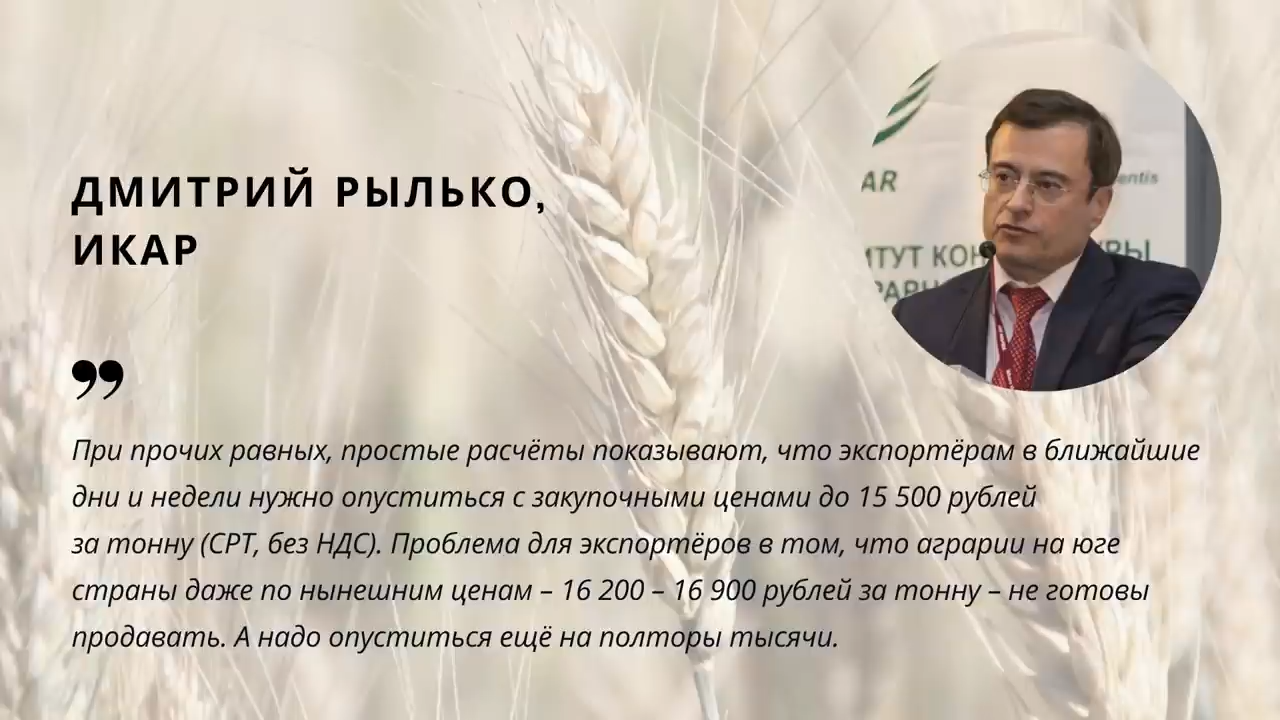 ДМИТРИЙ РЫЛЬКО,
ИКАР
AR
entis
❟❟
При прочих равных, простые расчёты показывают, что экспортёрам в ближайшие
дни и недели нужно опуститься с закупочными ценами до 15 500 рублей
за тонну (СРТ, без НДС). Проблема для экспортёров в том, что аграрии на юге
страны даже по нынешним ценам – 16 200 – 16 900 рублей за тонну – не готовы
продавать. А надо опуститься ещё на полторы тысячи.